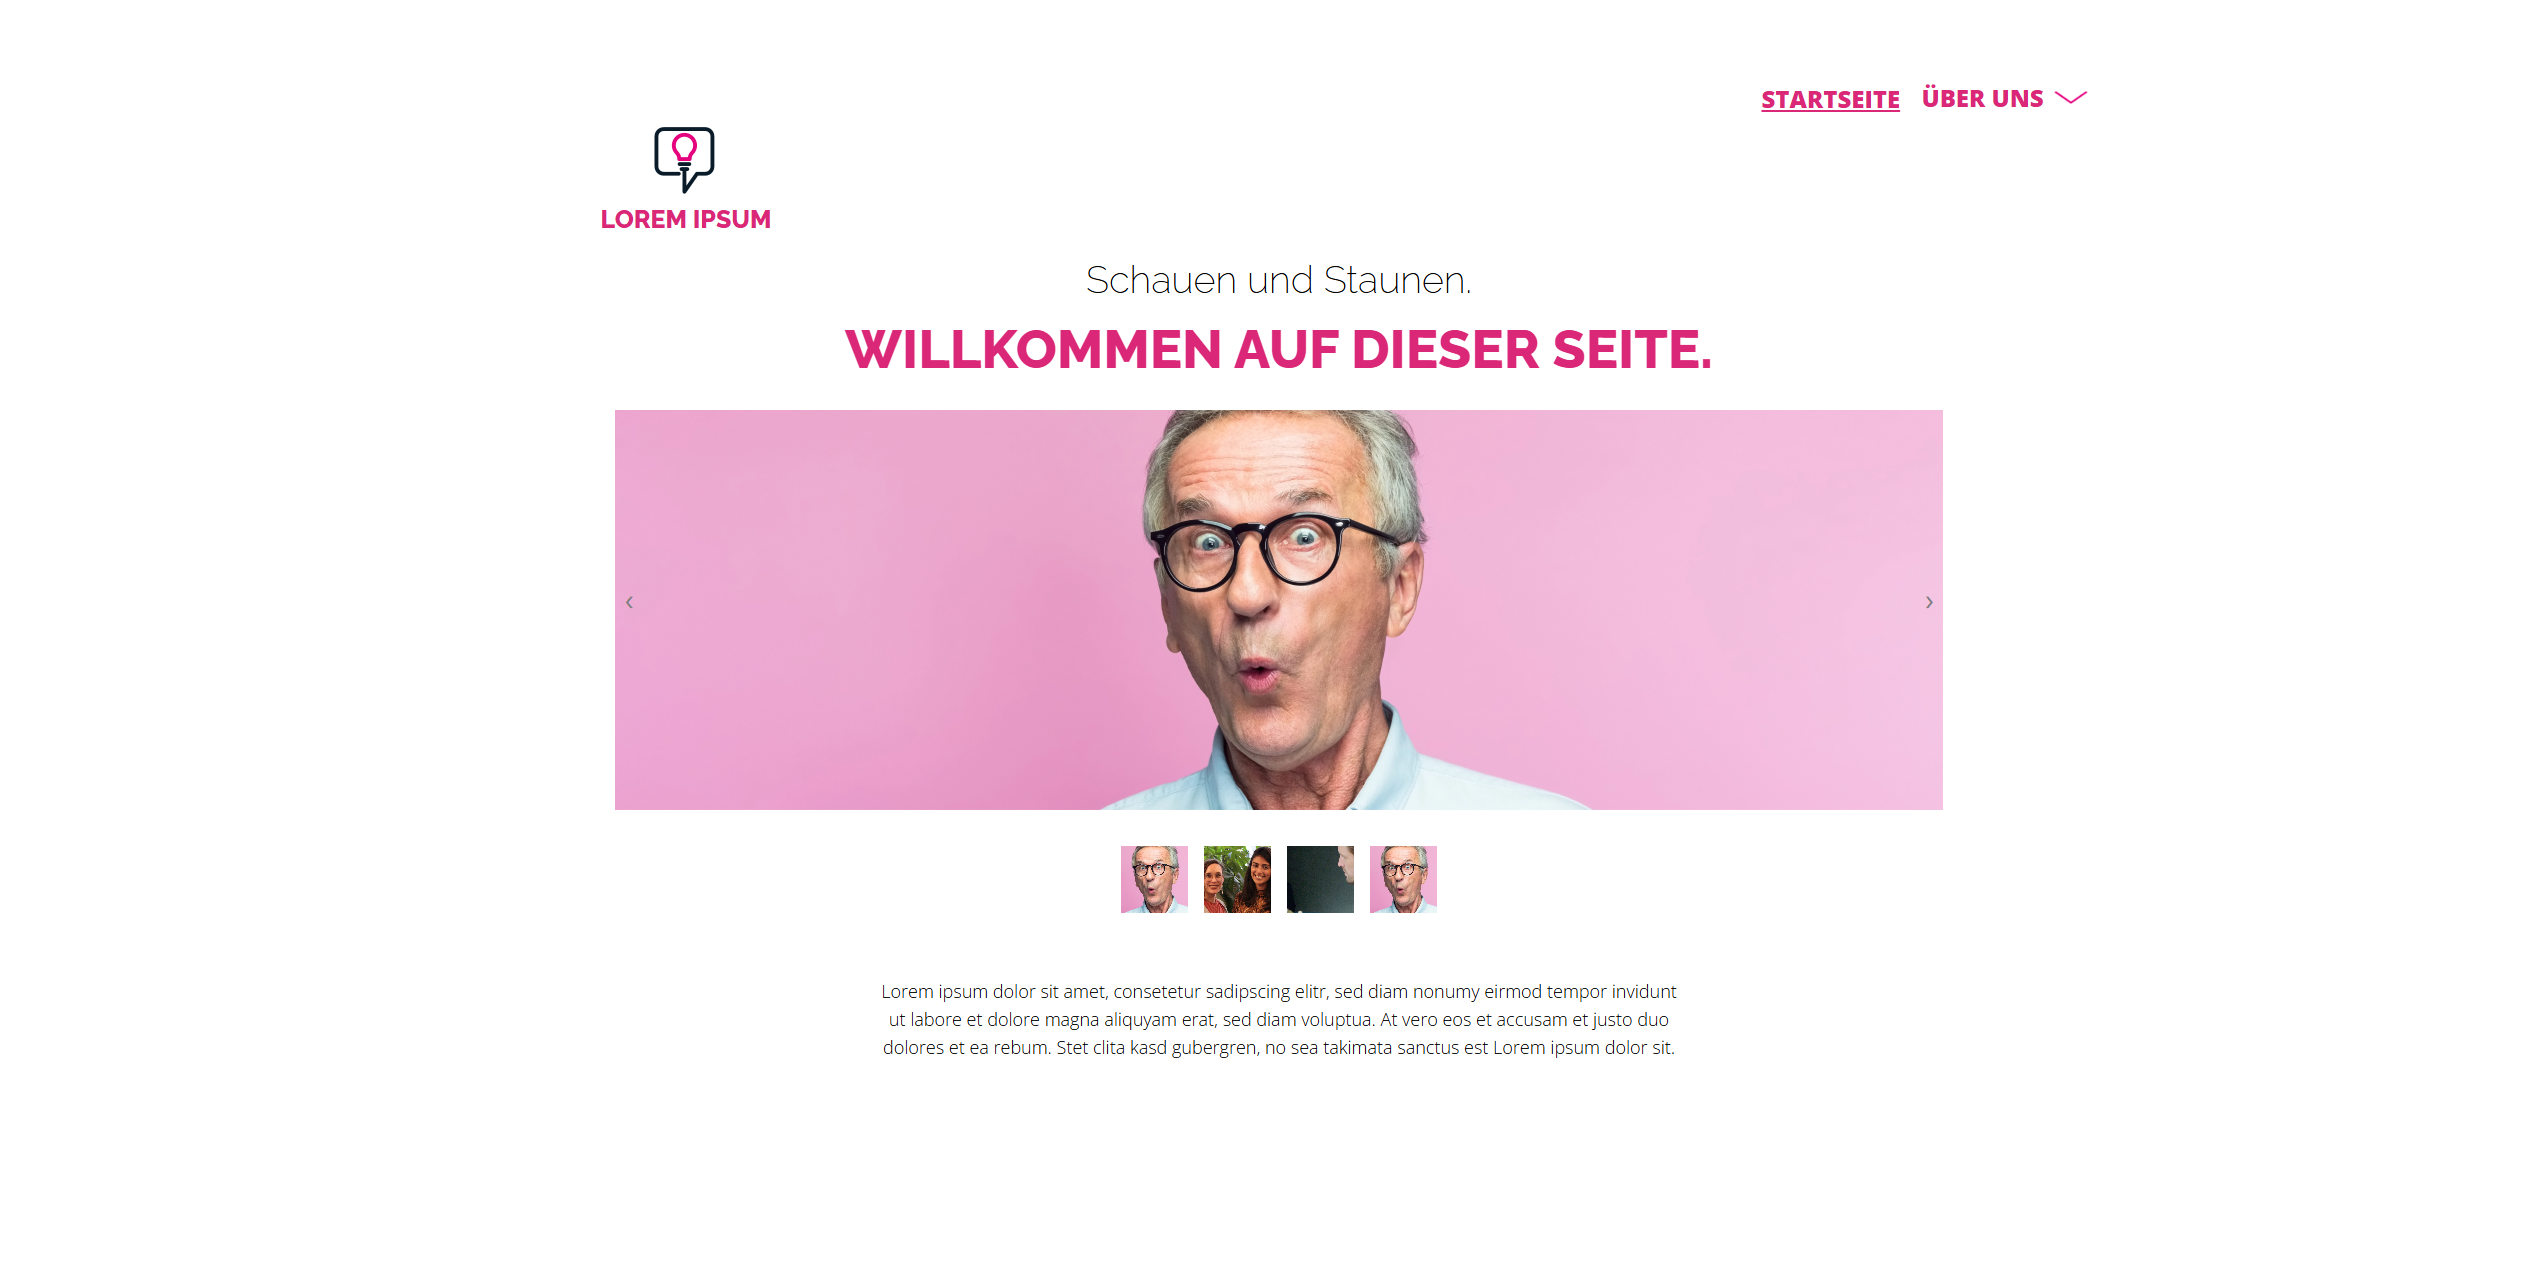 STARTSEITE ÜBER UNS
LOREM IPSUM
Schauen und Staunen.
WILLKOMMEN AUF DIESER SEITE.
Lorem ipsum dolor sit amet, consetetur sadipscing elitr, sed diam nonumy eirmod tempor invidunt
ut labore et dolore magna aliquyam erat, sed diam voluptua. At vero eos et accusam et justo duo
dolores et ea rebum. Stet clita kasd gubergren, no sea takimata sanctus est Lorem ipsum dolor sit.